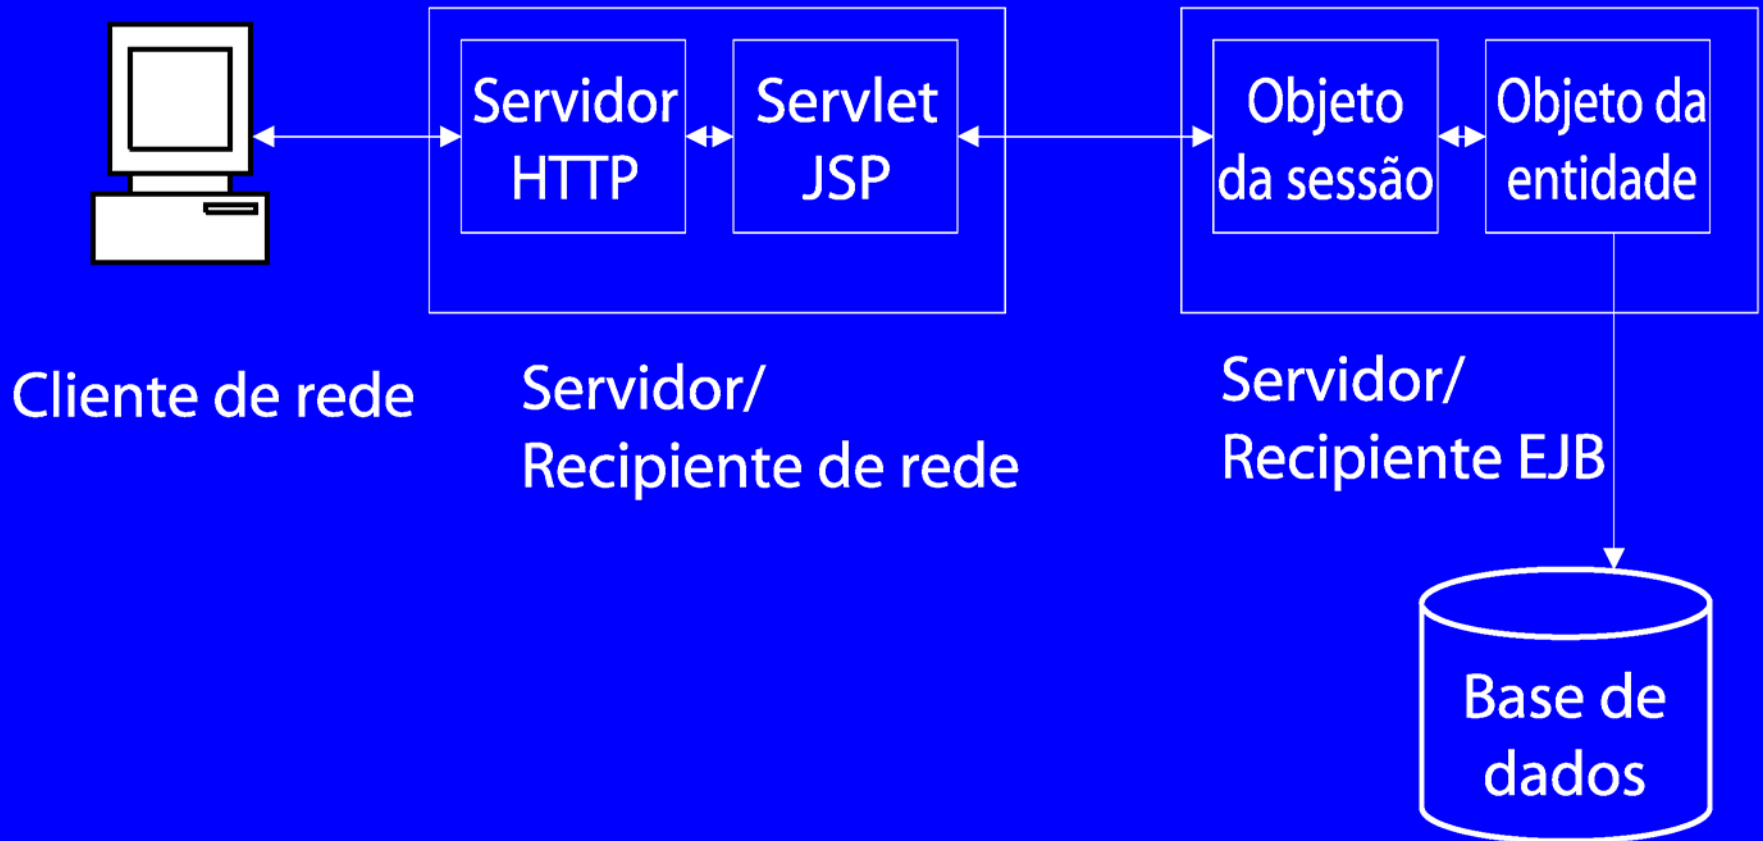 Servidor
HTTP
Servlet
JSP
Objeto
da sessão
Objeto da
entidade
Cliente de rede
Servidor/
Recipiente de rede
Servidor/
Recipiente EJB
Base de
dados